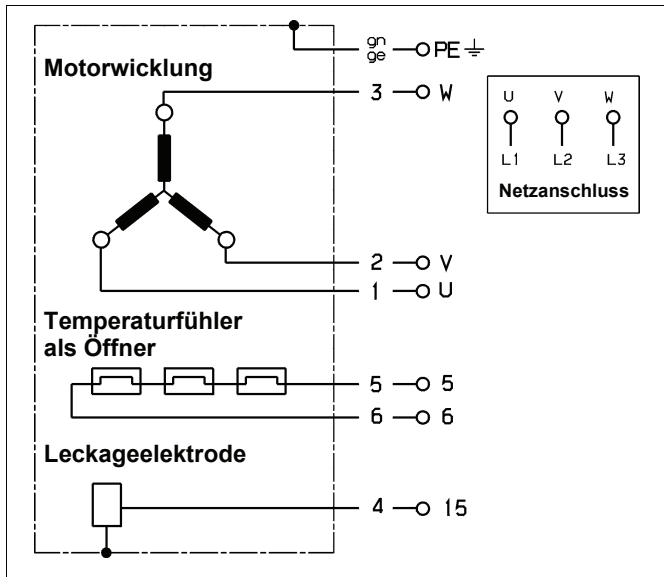 gn
ge PE
Motorwicklung
3 W
U V W
L1 L2 L3
Netzanschluss
2 V
1 U
Temperaturfühler
als Öffner
5 5
6 6
Leckageelektrode
4 15